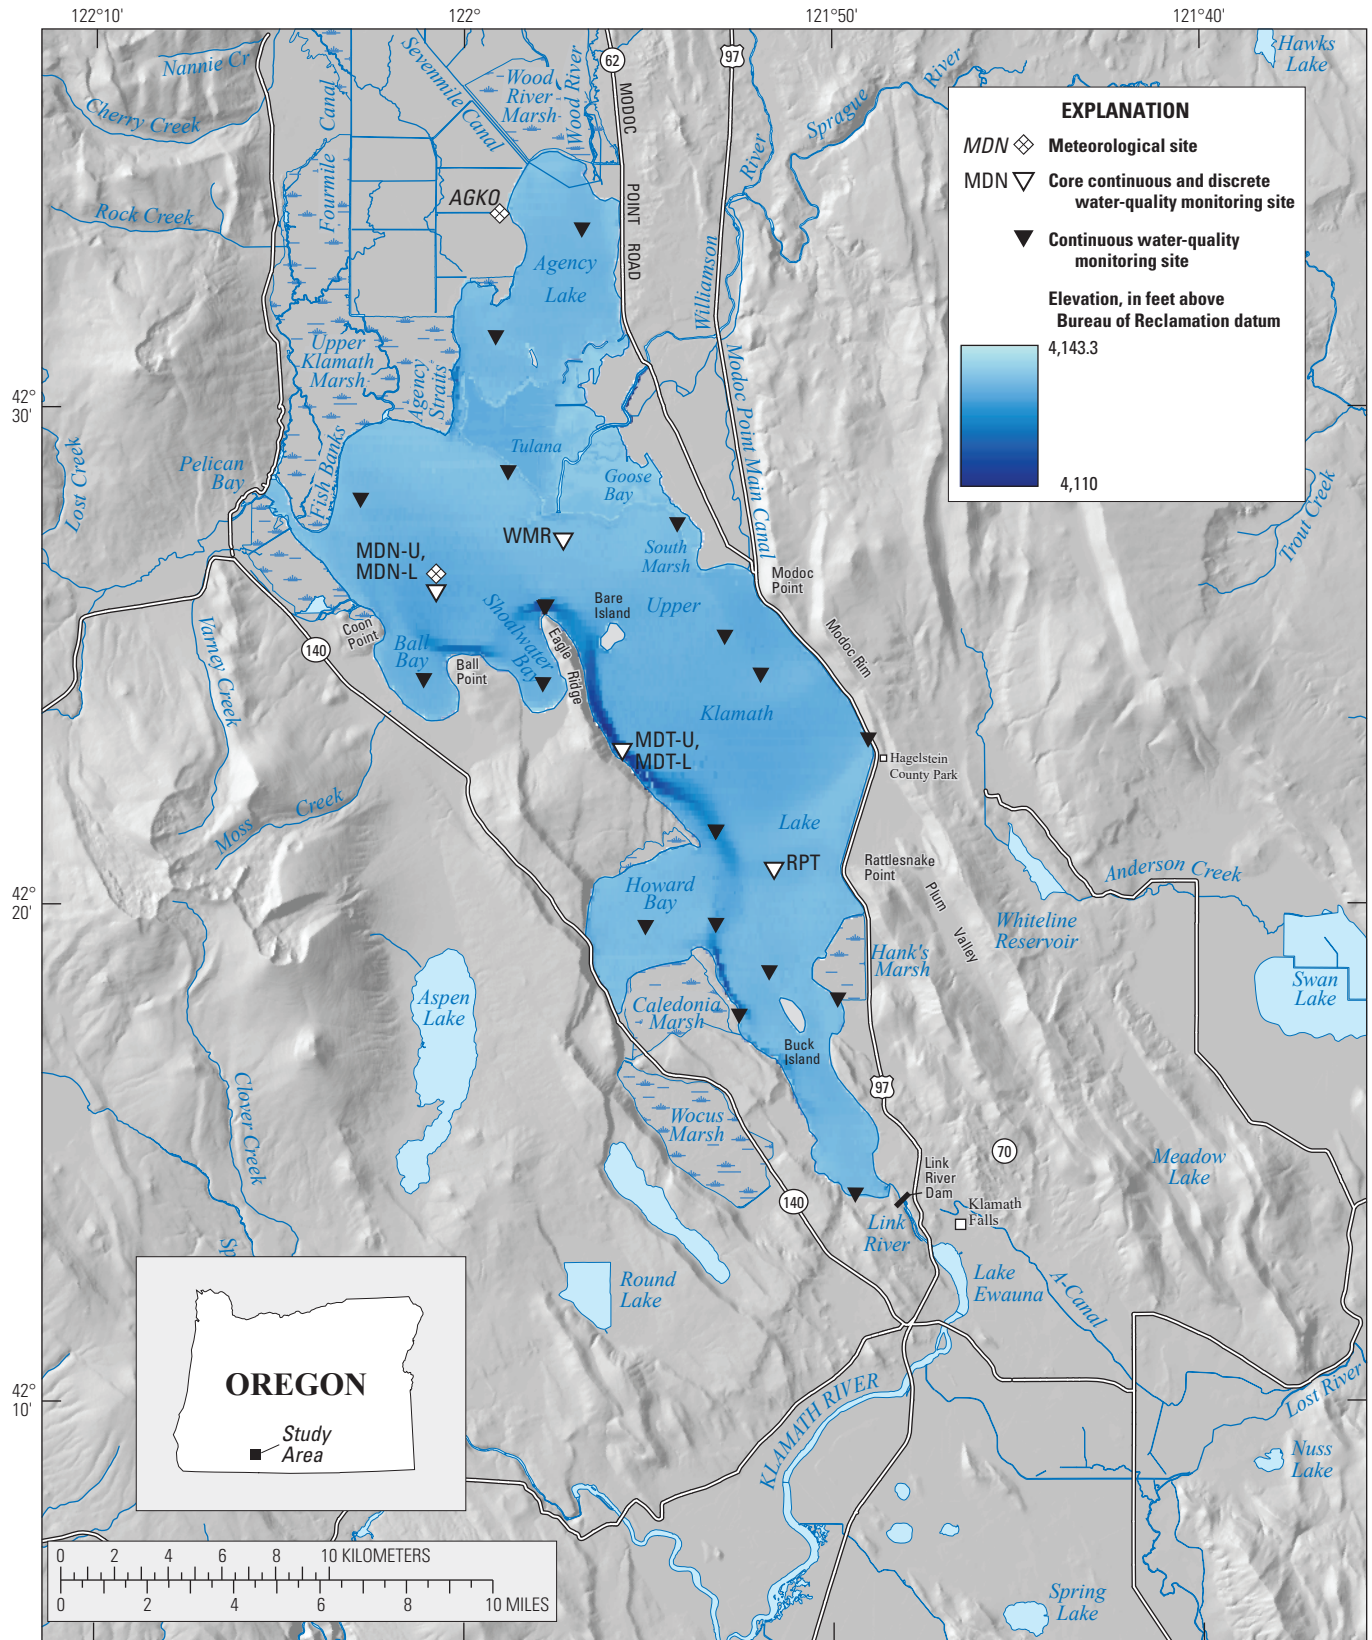 122°10'
122°
121°50'
121°40'
Nannie Cr
Cherry Creek
Rock Creek
Fourmile Canal
Sevenmile Canal
Wood
River
Marsh
Wood River
62
MODOC
POINT
ROAD
97
Sprague
River
River
Williamson
Hawks
Lake
EXPLANATION
MDN Meteorological site
MDN Core continuous and discrete
water-quality monitoring site
Continuous water-quality
monitoring site
Elevation, in feet above
Bureau of Reclamation datum
4,143.3
4,110
AGKO
Agency
Lake
Upper
Klamath
Marsh
Agency
Straits
42°
30'
Modoc Point Main Canal
Lost Creek
Pelican
Bay
Fish Banks
Tulana
Goose
Bay
South
Marsh
Trout Creek
WMR
MDN-U,
MDN-L
Modoc
Point
Shoalwater
Bay
Bare
Island
Upper
Coon
Point
Ball
Bay
Ball
Point
Eagle
Ridge
Modoc Rim
140
Varney Creek
Klamath
MDT-U,
MDT-L
Hagelstein
County Park
Moss
Creek
Lake
RPT
Rattlesnake
Point
Plum
Valley
Anderson Creek
Howard
Bay
42°
20'
Whiteline
Reservoir
Hank's
Marsh
Swan
Lake
Aspen
Lake
Caledonia
Marsh
Buck
Island
Clover Creek
97
Wocus
Marsh
70
Meadow
Lake
Link
River
Dam
140
Klamath
Falls
Link
River
Sp
Round
Lake
Lake
Ewauna
A-Canal
OREGON
Study
Area
42°
10'
KLAMATH RIVER
Lost River
Nuss
Lake
Spring
Lake
0 2 4 6 8 10 KILOMETERS
0 2 4 6 8 10 MILES